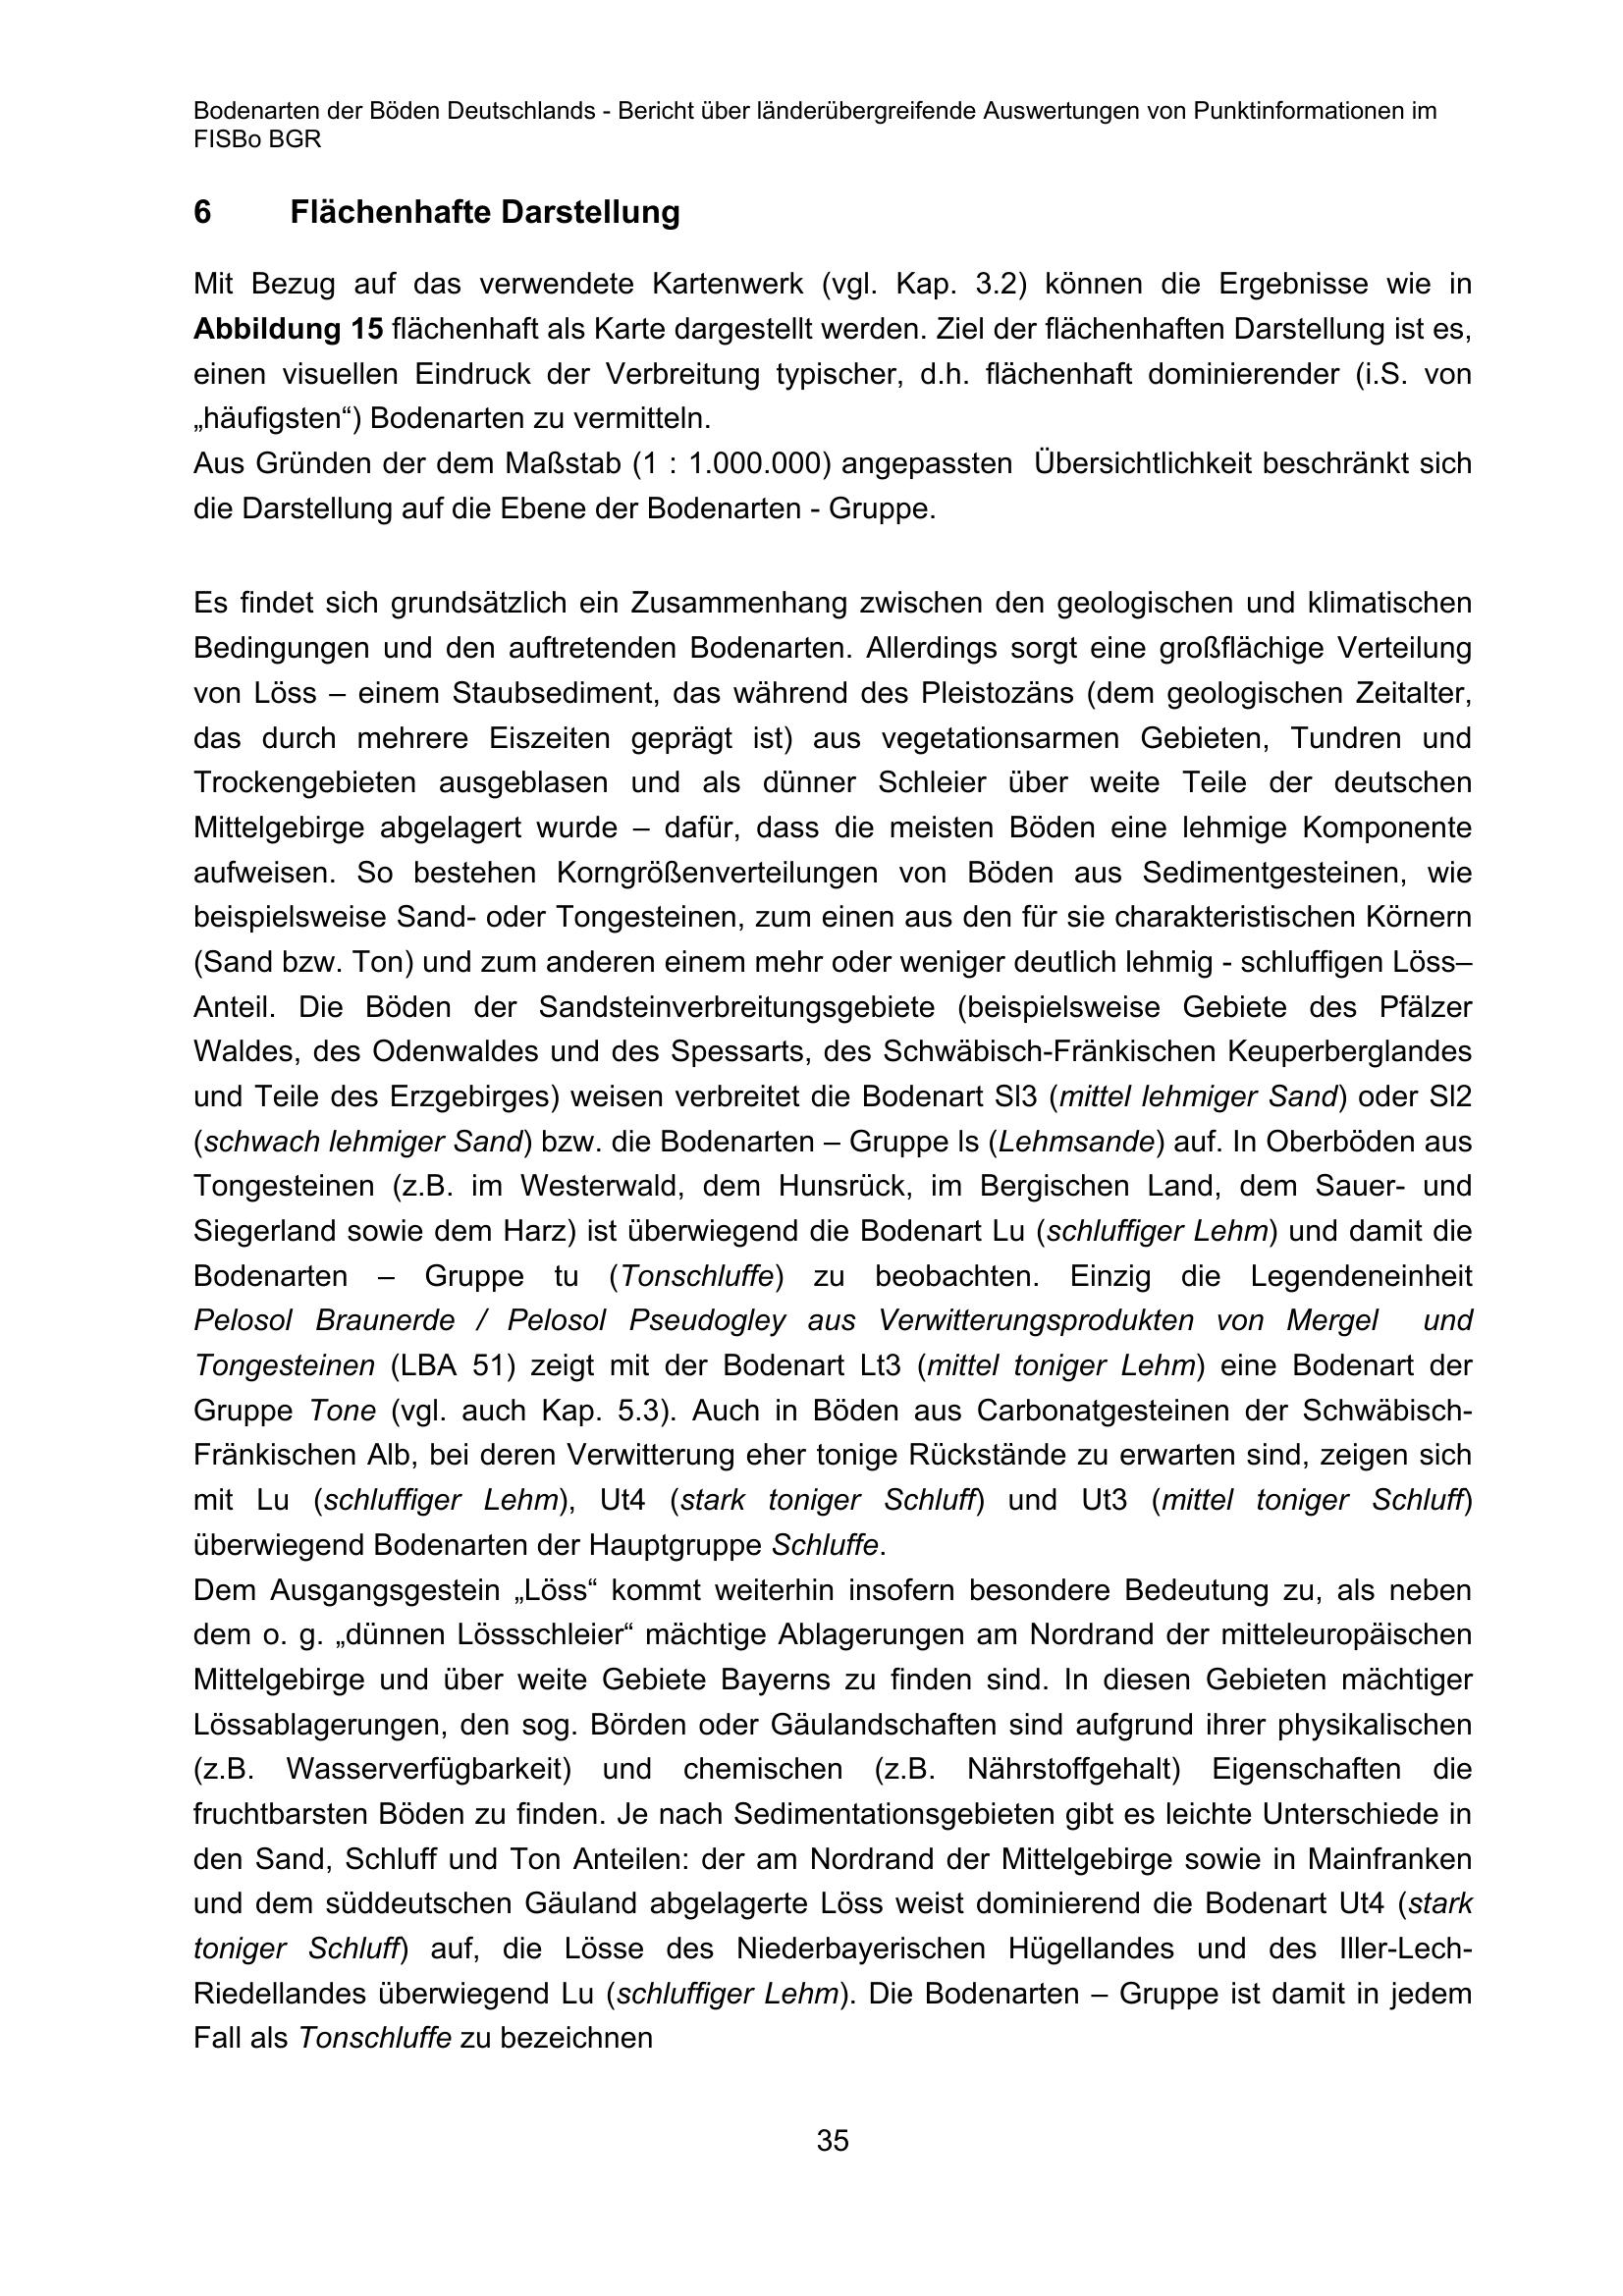 Bodenarten der Böden Deutschlands - Bericht über länderübergreifende Auswertungen von Punktinformationen im
FISBo BGR
6 Flächenhafte Darstellung
Mit Bezug auf das verwendete Kartenwerk (vgl. Kap. 3.2) können die Ergebnisse wie in
Abbildung 15 flächenhaft als Karte dargestellt werden. Ziel der flächenhaften Darstellung ist es,
einen visuellen Eindruck der Verbreitung typischer, d.h. flächenhaft dominierender (i.S. von
„häufigsten“) Bodenarten zu vermitteln.
Aus Gründen der dem Maßstab (1 : 1.000.000) angepassten Übersichtlichkeit beschränkt sich
die Darstellung auf die Ebene der Bodenarten - Gruppe.
Es findet sich grundsätzlich ein Zusammenhang zwischen den geologischen und klimatischen
Bedingungen und den auftretenden Bodenarten. Allerdings sorgt eine großflächige Verteilung
von Löss – einem Staubsediment, das während des Pleistozäns (dem geologischen Zeitalter,
das durch mehrere Eiszeiten geprägt ist) aus vegetationsarmen Gebieten, Tundren und
Trockengebieten ausgeblasen und als dünner Schleier über weite Teile der deutschen
Mittelgebirge abgelagert wurde – dafür, dass die meisten Böden eine lehmige Komponente
aufweisen. So bestehen Korngrößenverteilungen von Böden aus Sedimentgesteinen, wie
beispielsweise Sand- oder Tongesteinen, zum einen aus den für sie charakteristischen Körnern
(Sand bzw. Ton) und zum anderen einem mehr oder weniger deutlich lehmig - schluffigen Löss–
Anteil. Die Böden der Sandsteinverbreitungsgebiete (beispielsweise Gebiete des Pfälzer
Waldes, des Odenwaldes und des Spessarts, des Schwäbisch-Fränkischen Keuperberglandes
und Teile des Erzgebirges) weisen verbreitet die Bodenart Sl3 (mittel lehmiger Sand) oder Sl2
(schwach lehmiger Sand) bzw. die Bodenarten – Gruppe ls (Lehmsande) auf. In Oberböden aus
Tongesteinen (z.B. im Westerwald, dem Hunsrück, im Bergischen Land, dem Sauer- und
Siegerland sowie dem Harz) ist überwiegend die Bodenart Lu (schluffiger Lehm) und damit die
Bodenarten – Gruppe tu (Tonschluffe) zu beobachten. Einzig die Legendeneinheit
Pelosol Braunerde / Pelosol Pseudogley aus Verwitterungsprodukten von Mergel und
Tongesteinen (LBA 51) zeigt mit der Bodenart Lt3 (mittel toniger Lehm) eine Bodenart der
Gruppe Tone (vgl. auch Kap. 5.3). Auch in Böden aus Carbonatgesteinen der Schwäbisch-
Fränkischen Alb, bei deren Verwitterung eher tonige Rückstände zu erwarten sind, zeigen sich
mit Lu (schluffiger Lehm), Ut4 (stark toniger Schluff) und Ut3 (mittel toniger Schluff)
überwiegend Bodenarten der Hauptgruppe Schluffe.
Dem Ausgangsgestein „Löss“ kommt weiterhin insofern besondere Bedeutung zu, als neben
dem o. g. „dünnen Lössschleier“ mächtige Ablagerungen am Nordrand der mitteleuropäischen
Mittelgebirge und über weite Gebiete Bayerns zu finden sind. In diesen Gebieten mächtiger
Lössablagerungen, den sog. Börden oder Gäulandschaften sind aufgrund ihrer physikalischen
(z.B. Wasserverfügbarkeit) und chemischen (z.B. Nährstoffgehalt) Eigenschaften die
fruchtbarsten Böden zu finden. Je nach Sedimentationsgebieten gibt es leichte Unterschiede in
den Sand, Schluff und Ton Anteilen: der am Nordrand der Mittelgebirge sowie in Mainfranken
und dem süddeutschen Gäuland abgelagerte Löss weist dominierend die Bodenart Ut4 (stark
toniger Schluff) auf, die Lösse des Niederbayerischen Hügellandes und des Iller-Lech-
Riedellandes überwiegend Lu (schluffiger Lehm). Die Bodenarten – Gruppe ist damit in jedem
Fall als Tonschluffe zu bezeichnen
35